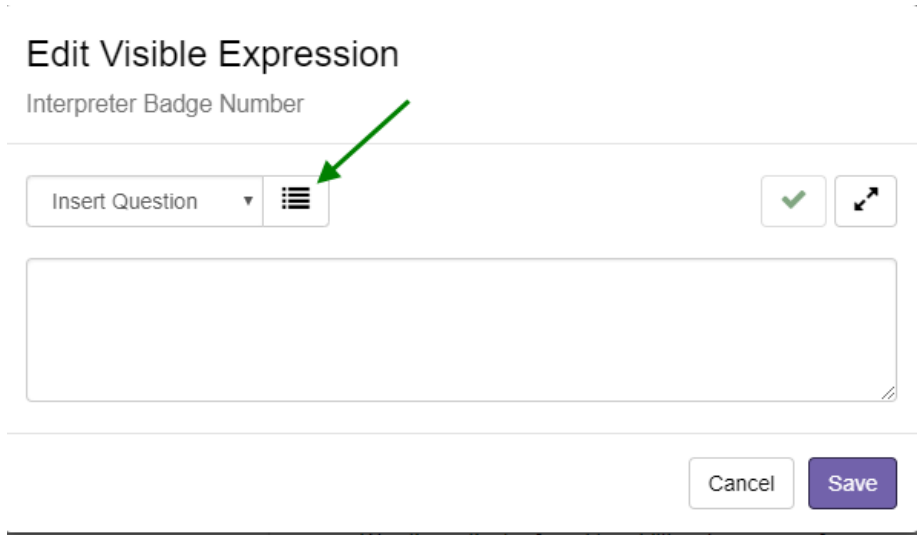 Edit Visible Expression
Interpreter Badge Number
Insert Question
Cancel Save